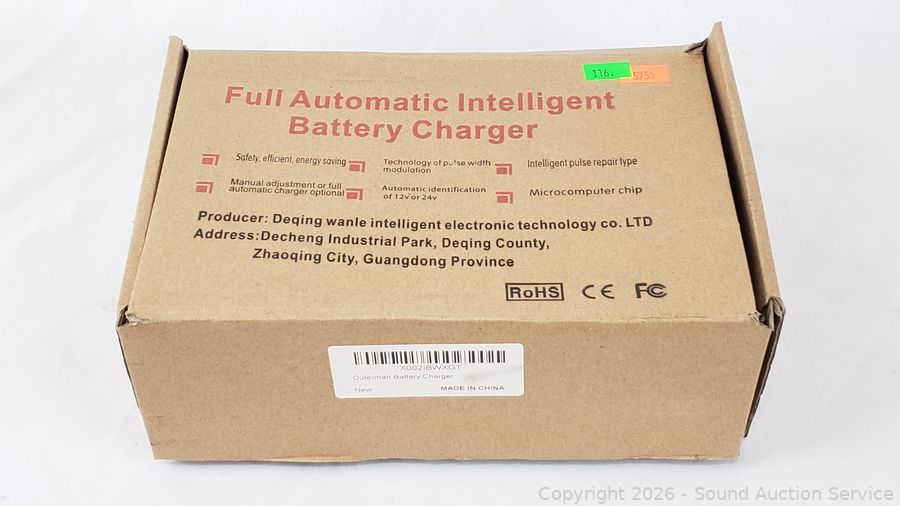 116.
5750
Full Automatic Intelligent
Battery Charger
Safety, efficient, energy saving
Technology of pulse width
modulation
Intelligent pulse repair type
Manual adjustment or full
automatic charger optional
Automatic identification
of 12v or 24v
Microcomputer chip
Producer: Deqing wanle intelligent electronic technology co. LTD
Address:Decheng Industrial Park, Deqing County,
Zhaoqing City, Guangdong Province
RoHS CE FC
X002IBWXGT
Outerman Battery Charger
New
MADE IN CHINA
Copyright 2026 - Sound Auction Service